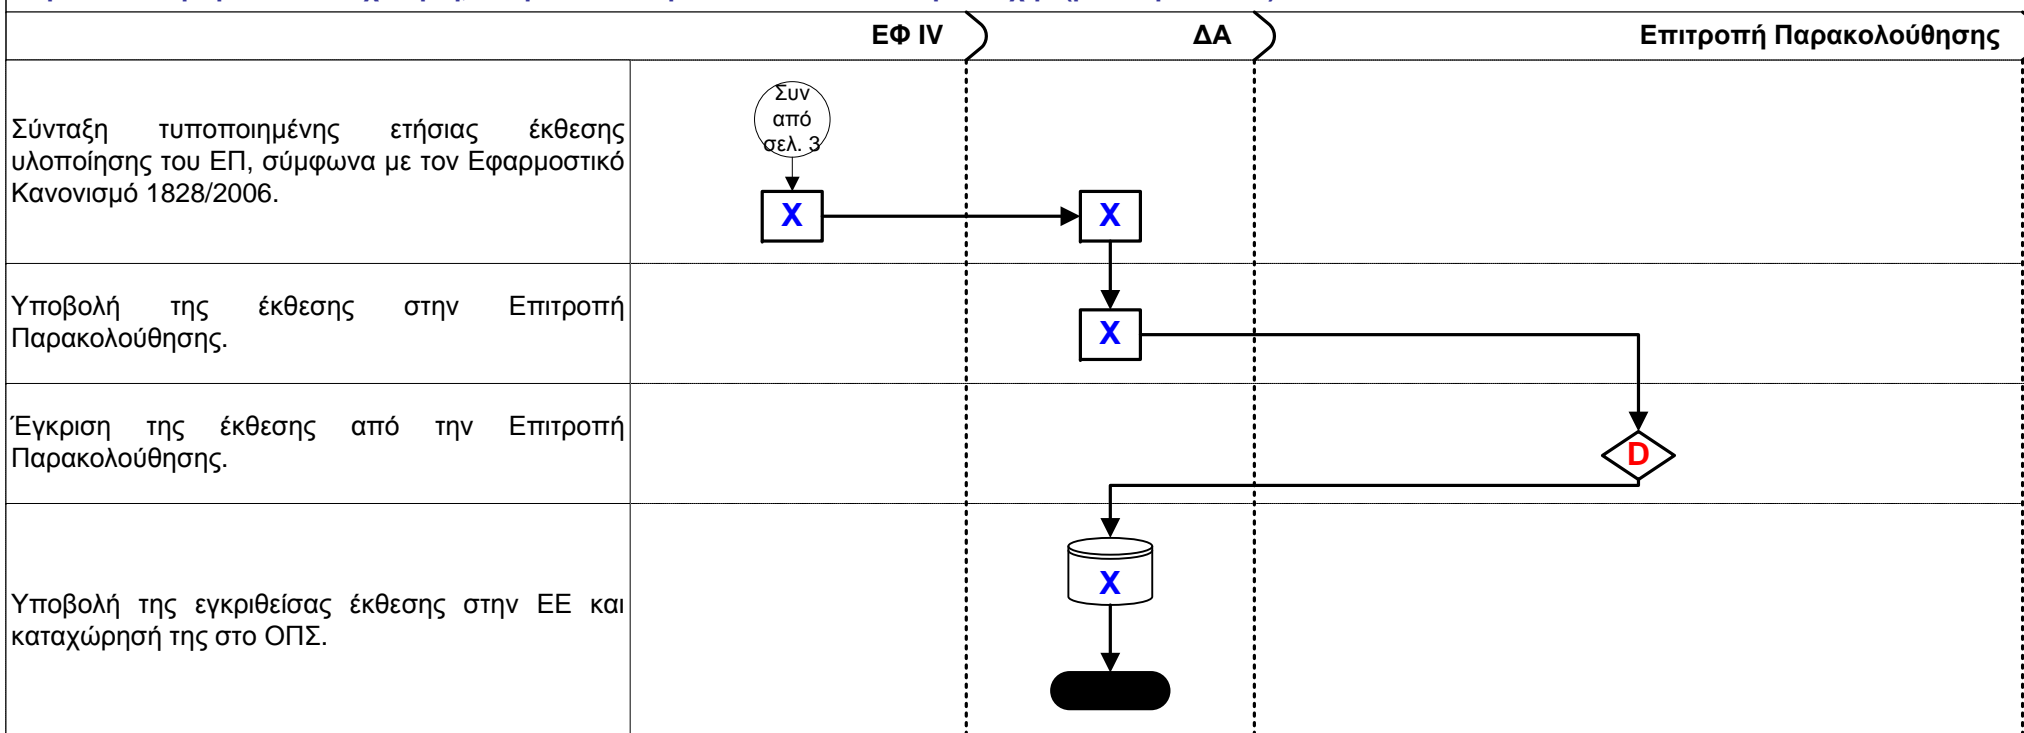 ΕΦ IV ΔΑ Επιτροπή Παρακολούθησης
Σύνταξη τυποποιημένης ετήσιας έκθεσης
υλοποίησης του ΕΠ, σύμφωνα με τον Εφαρμοστικό
Κανονισμό 1828/2006.
Συν
από
σελ. 3
X X
Υποβολή της έκθεσης στην Επιτροπή
Παρακολούθησης.
X
Έγκριση της έκθεσης από την Επιτροπή
Παρακολούθησης.
D
Υποβολή της εγκριθείσας έκθεσης στην ΕΕ και
καταχώρησή της στο ΟΠΣ.
X